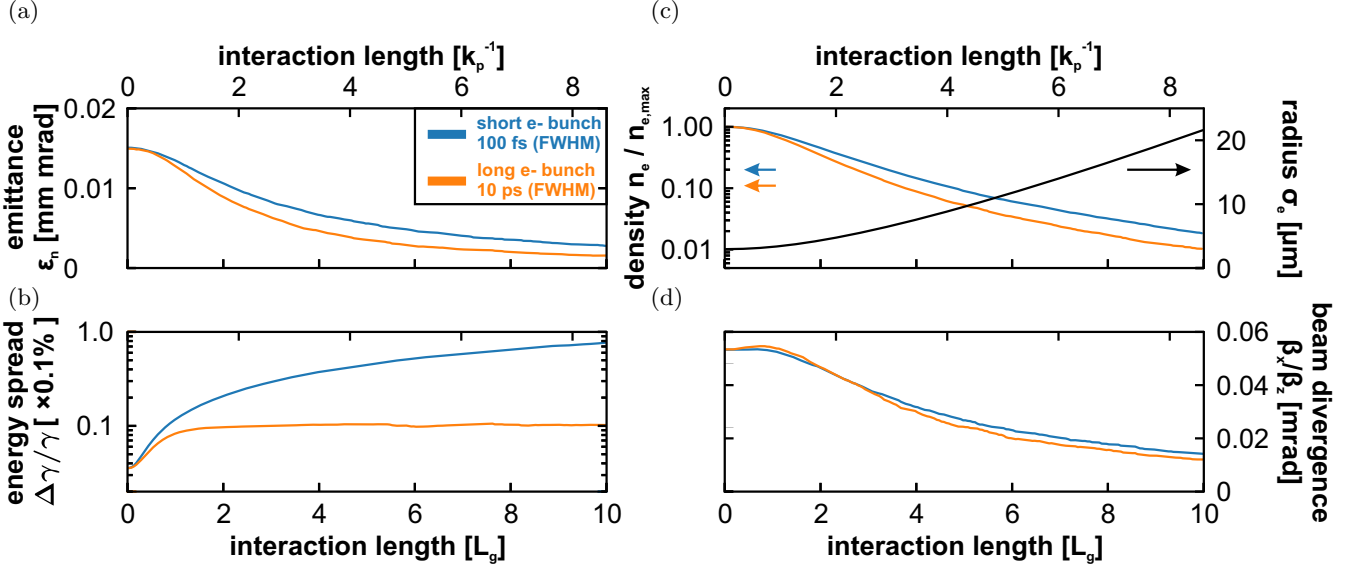 (a)
interaction length [k_p^-1]
0 2 4 6 8
emittance
ε_n [mm mrad]
0.02
0.01
0
short e- bunch
100 fs (FWHM)
long e- bunch
10 ps (FWHM)
(b)
energy spread
Δγ/γ [ ×0.1%]
1.0
0.1
0 2 4 6 8 10
interaction length [L_g]
(c)
interaction length [k_p^-1]
0 2 4 6 8
density n_e / n_e,max
1.00
0.10
0.01
20
10
0
radius σ_e [μm]
(d)
0.06
0.04
0.02
0
beam divergence
β_x/β_z [mrad]
0 2 4 6 8 10
interaction length [L_g]